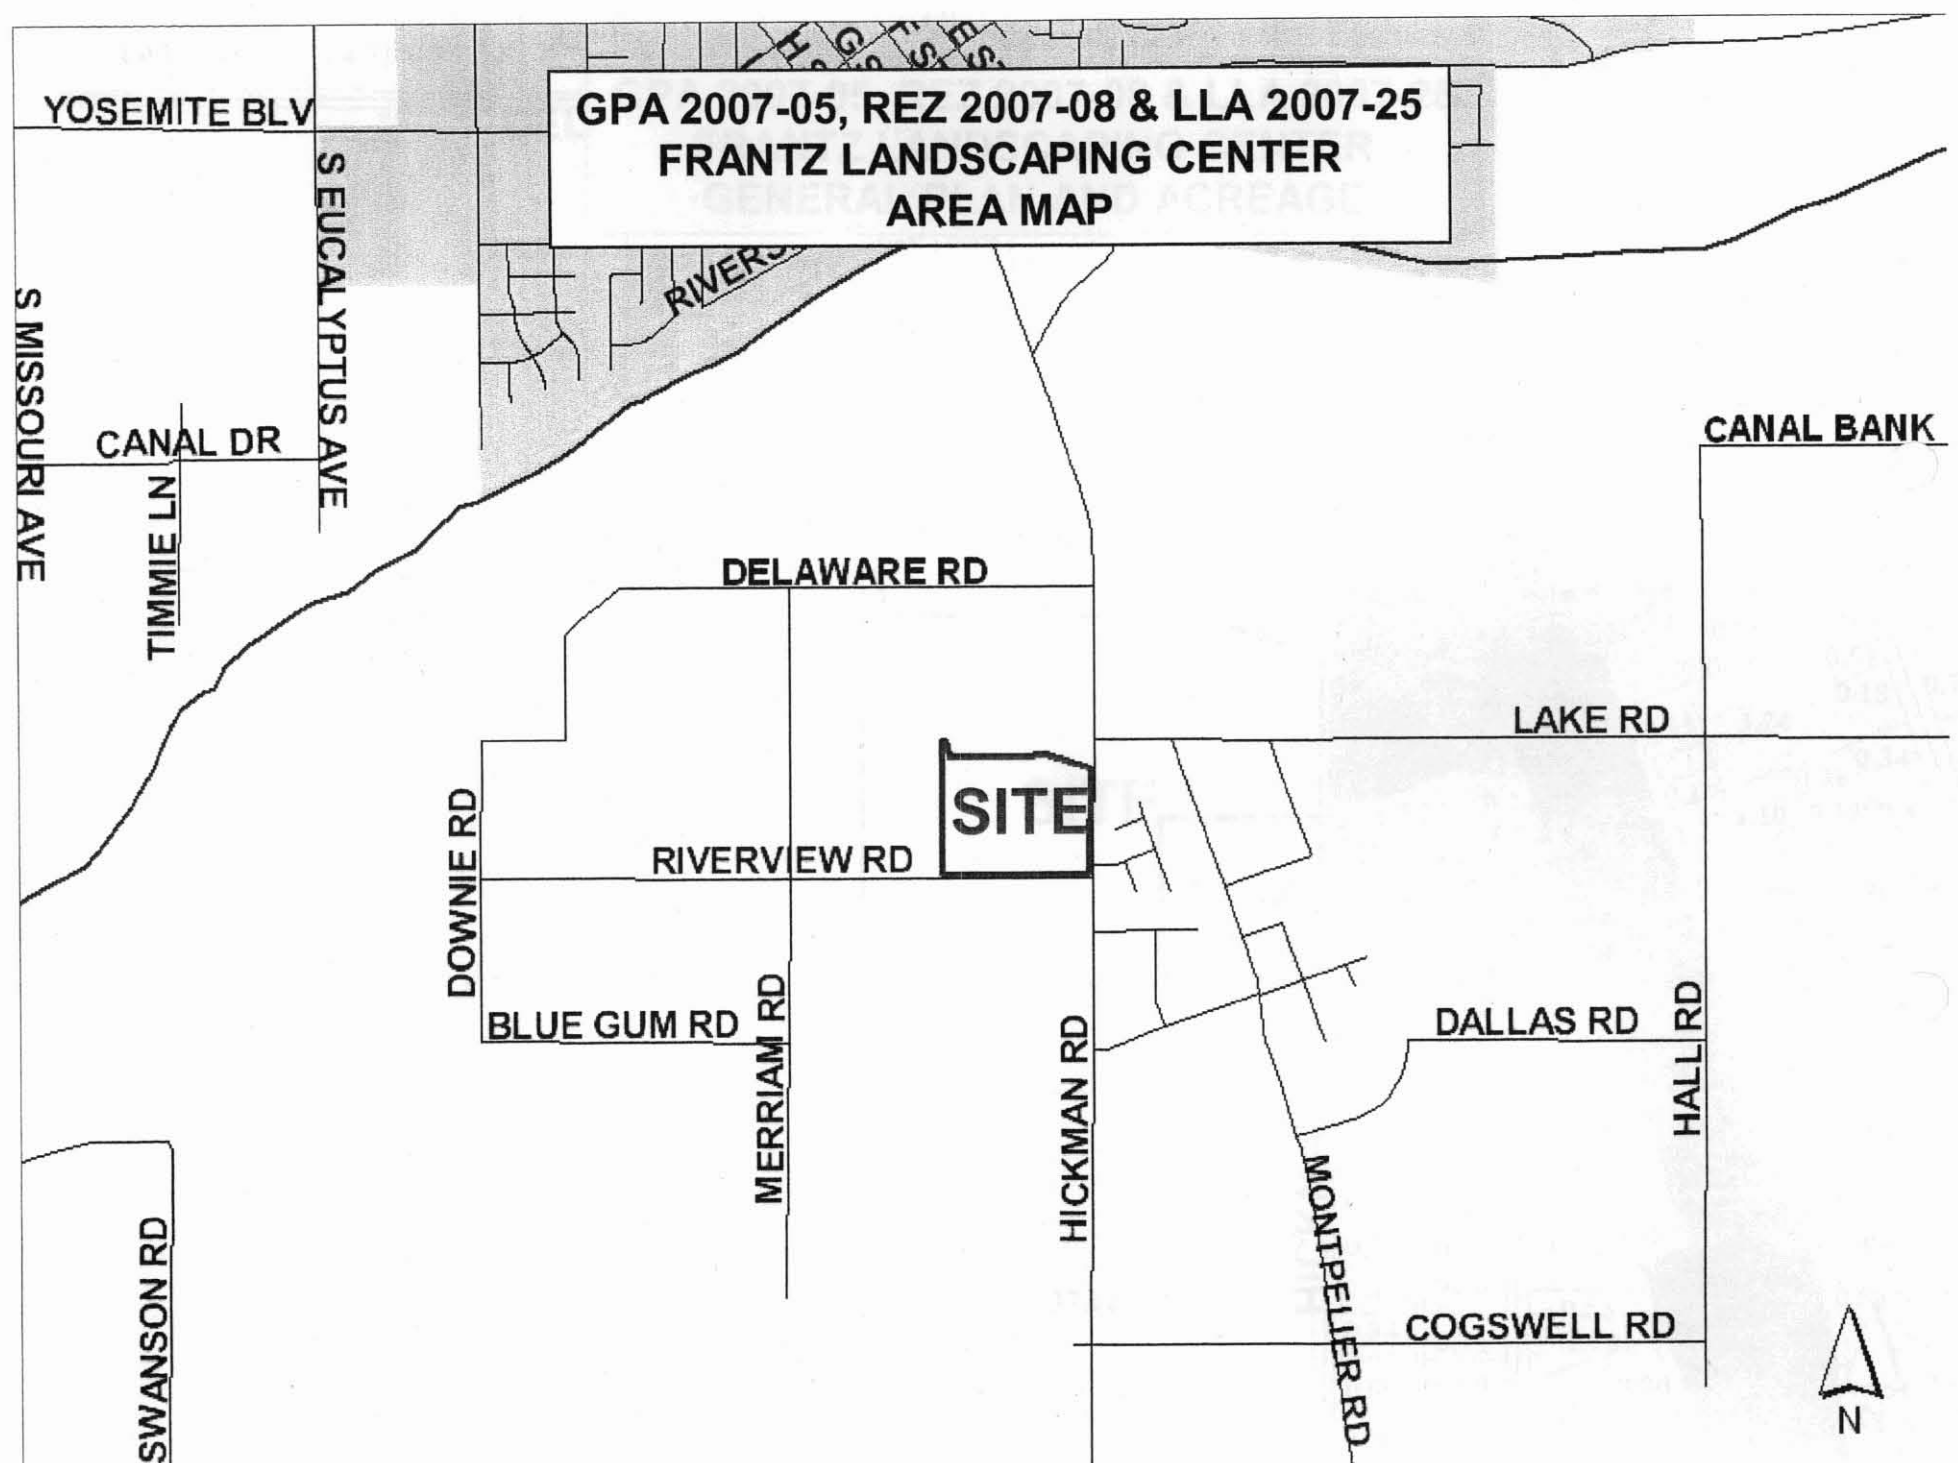 GPA 2007-05, REZ 2007-08 & LLA 2007-25
FRANTZ LANDSCAPING CENTER
AREA MAP
YOSEMITE BLV
S EUCALYPTUS AVE
S MISSOURI AVE
CANAL DR
TIMMIE LN
CANAL BANK
DELAWARE RD
LAKE RD
SITE
RIVERVIEW RD
DOWNIE RD
BLUE GUM RD
MERRIAM RD
HICKMAN RD
DALLAS RD
HALL RD
MONTPELIER RD
COGSWELL RD
SWANSON RD
N